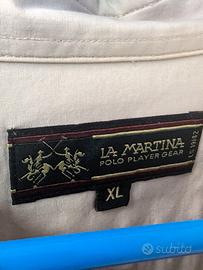 LA MARTINA
POLO PLAYER GEAR
XL
subito